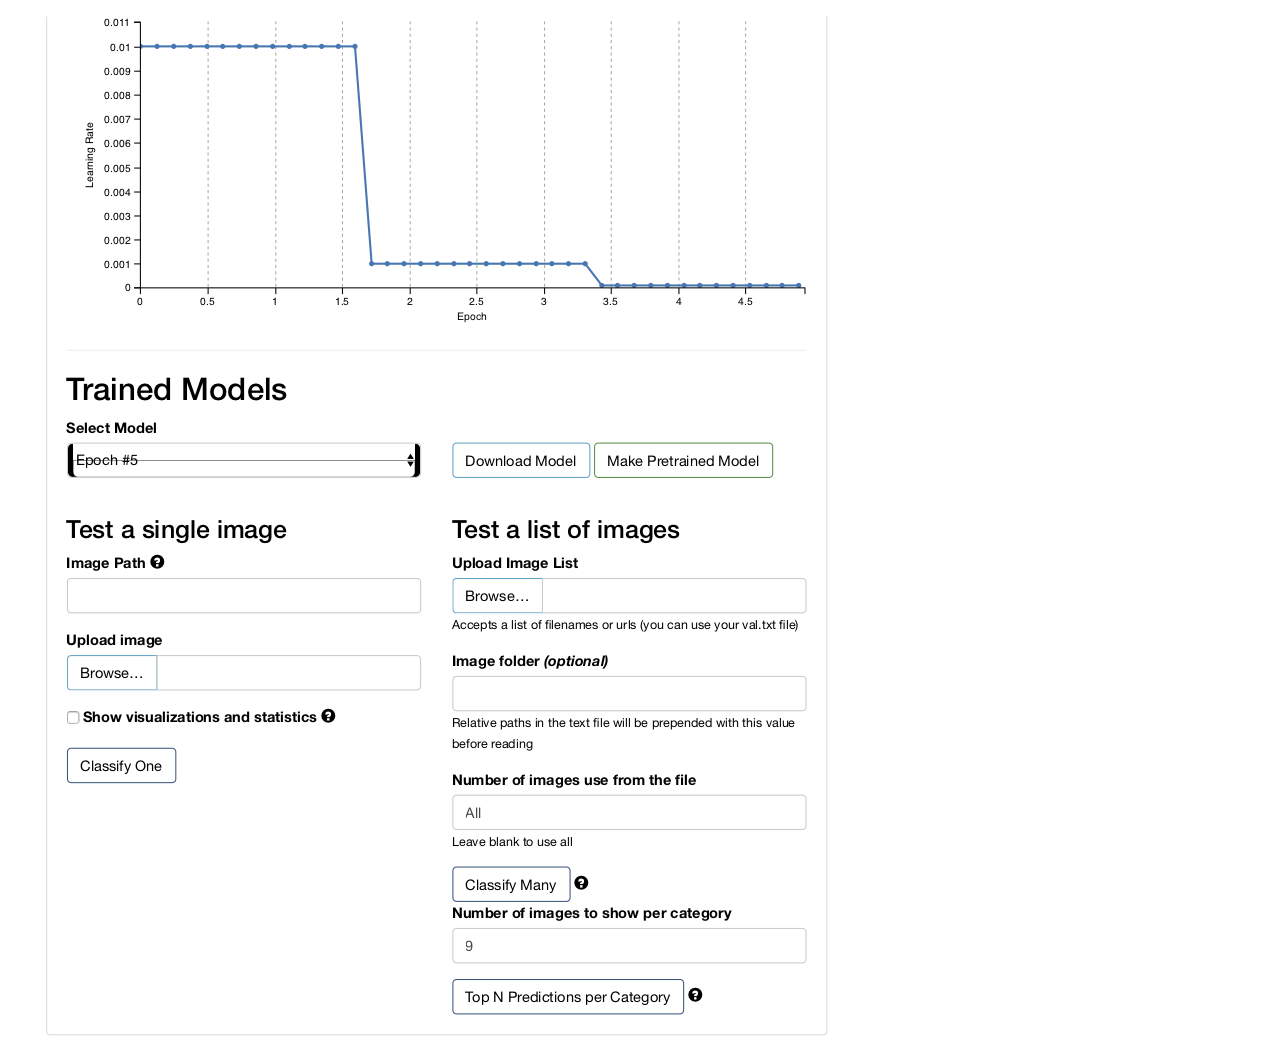 0.011
0.01
0.009
0.008
0.007
0.006
0.005
0.004
0.003
0.002
0.001
0
Learning Rate
0 0.5 1 1.5 2 2.5 3 3.5 4 4.5
Epoch
Trained Models
Select Model
Epoch #5
Download Model Make Pretrained Model
Test a single image
Image Path
Upload image
Browse...
Show visualizations and statistics
Classify One
Test a list of images
Upload Image List
Browse...
Accepts a list of filenames or urls (you can use your val.txt file)
Image folder (optional)
Relative paths in the text file will be prepended with this value
before reading
Number of images use from the file
All
Leave blank to use all
Classify Many
Number of images to show per category
9
Top N Predictions per Category